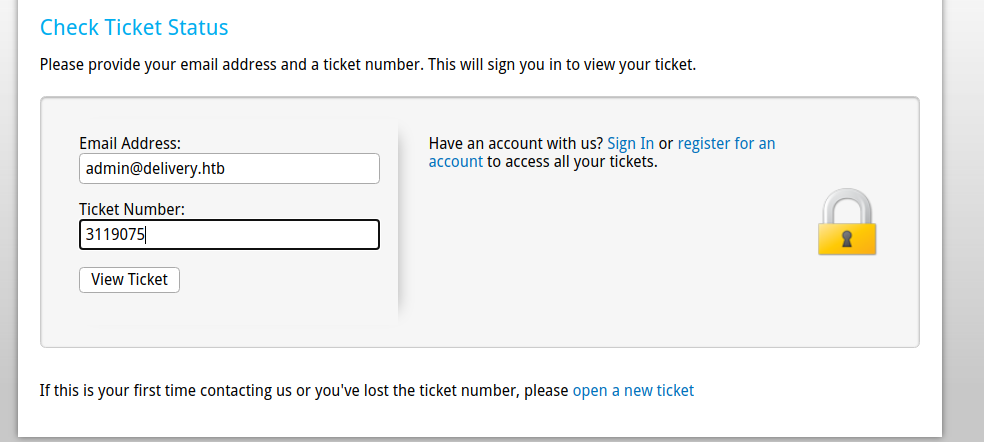 Check Ticket Status
Please provide your email address and a ticket number. This will sign you in to view your ticket.
Email Address:
admin@delivery.htb
Ticket Number:
3119075
View Ticket
Have an account with us? Sign In or register for an
account to access all your tickets.
If this is your first time contacting us or you've lost the ticket number, please open a new ticket